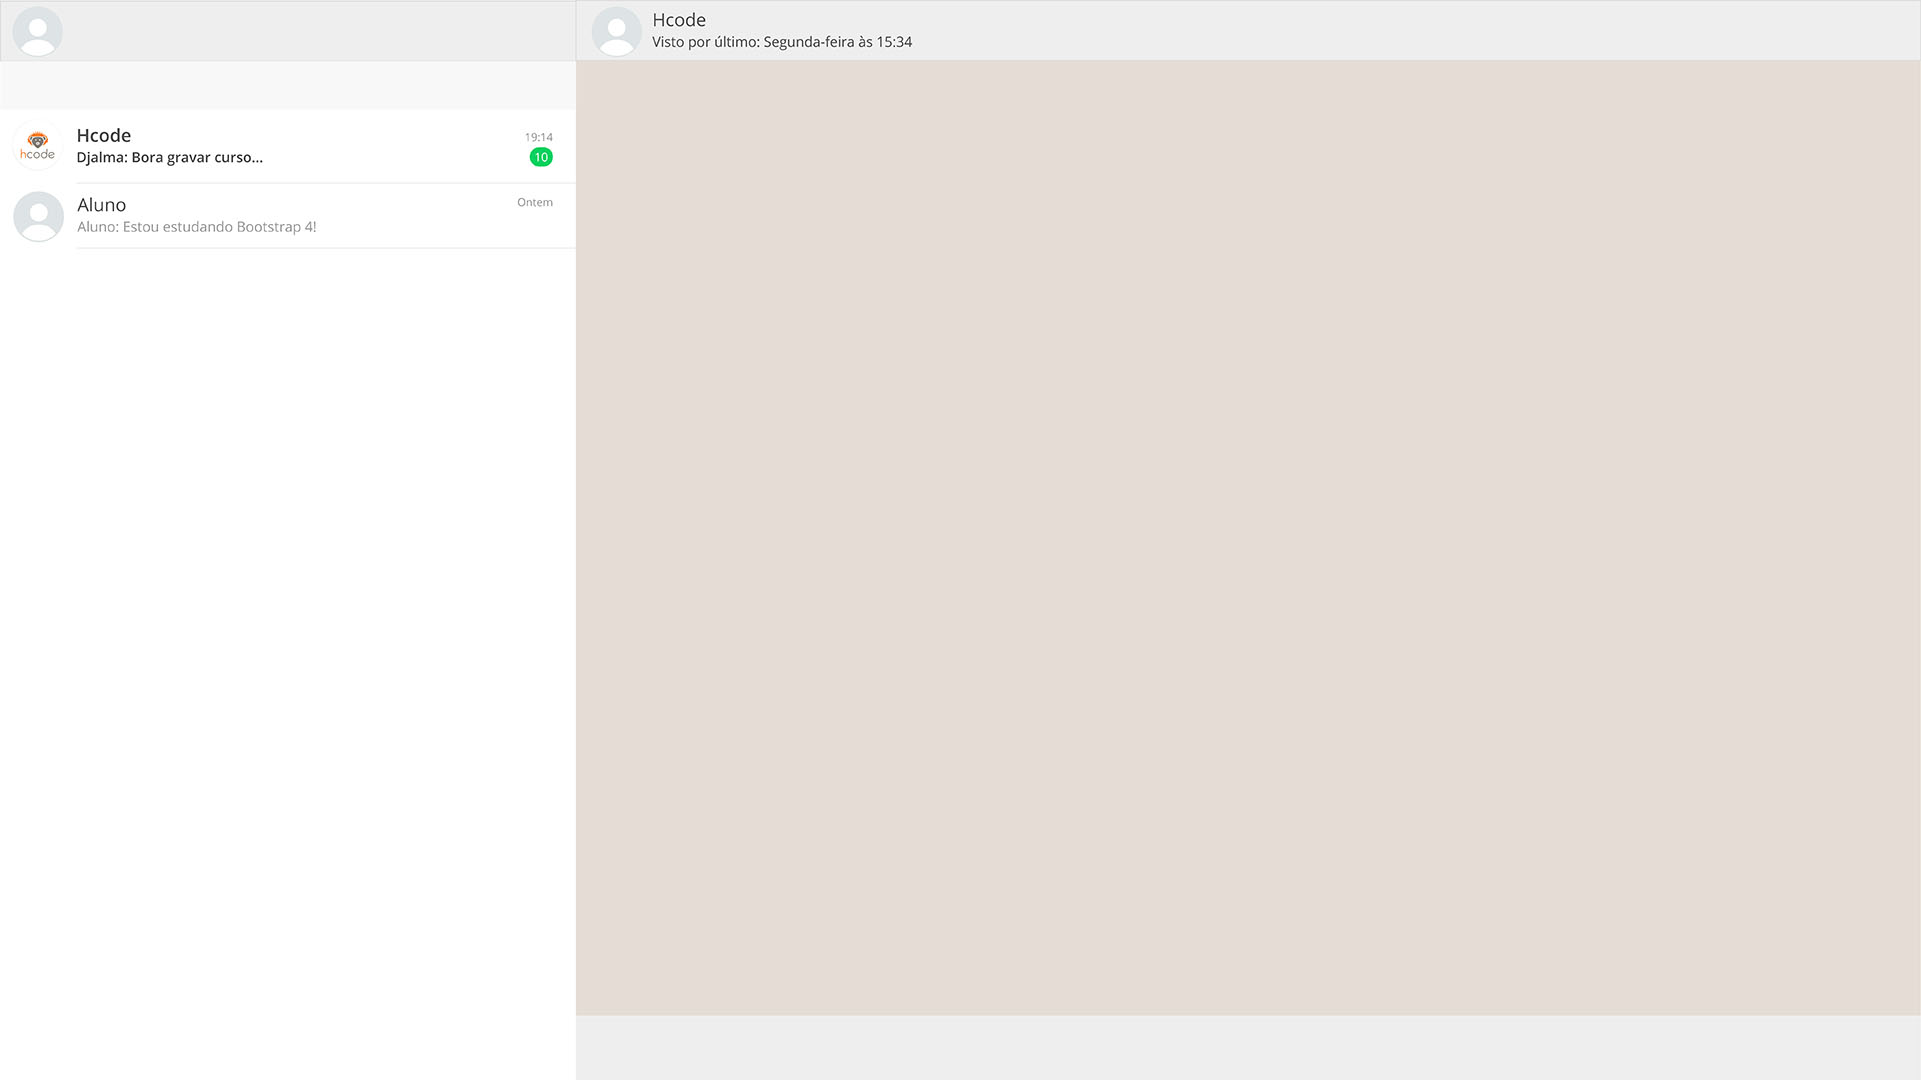 Hcode
Visto por último: Segunda-feira às 15:34
hcode
Hcode
19:14
Djalma: Bora gravar curso...
10
Aluno
Ontem
Aluno: Estou estudando Bootstrap 4!